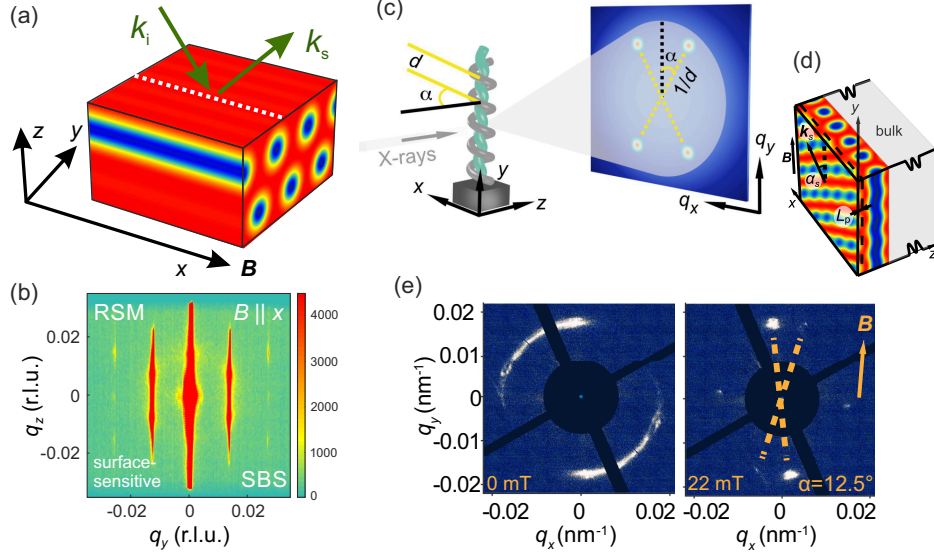 (a)
k_i
k_s
z
y
x
B
(b)
RSM
B || x
surface-
sensitive
SBS
q_z (r.l.u.)
0.02
0
-0.02
-0.02
0
0.02
q_y (r.l.u.)
4000
3000
2000
1000
0
(c)
d
α
X-rays
y
x
z
α
1/d
q_y
q_x
(d)
bulk
y
k_s
B
α_s
x
L_p
z
(e)
q_y (nm⁻¹)
0.02
0.01
0
-0.01
-0.02
0 mT
-0.02
0
0.02
q_x (nm⁻¹)
B
22 mT
α=12.5°
-0.02
0
0.02
q_x (nm⁻¹)